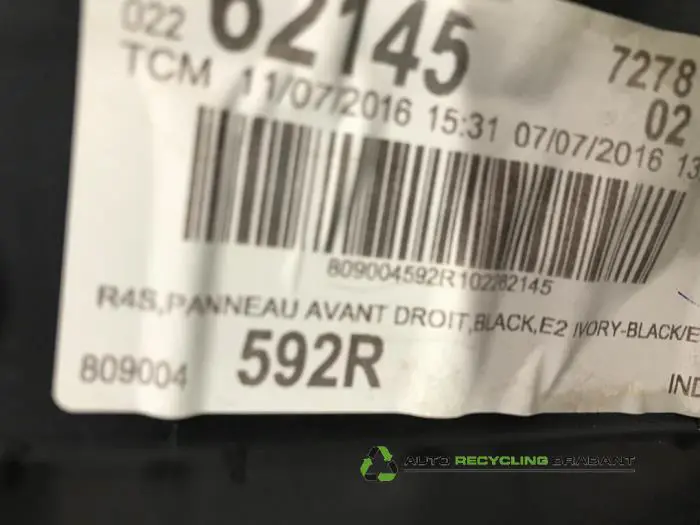 022 62145 7278
TCM 11/07/2016 15:31 07/07/2016 13 02
809004592R102262145
R4S,PANNEAU AVANT DROIT,BLACK,E2 IVORY-BLACK/E
809004 592R IND
AUTO RECYCLING BRABANT